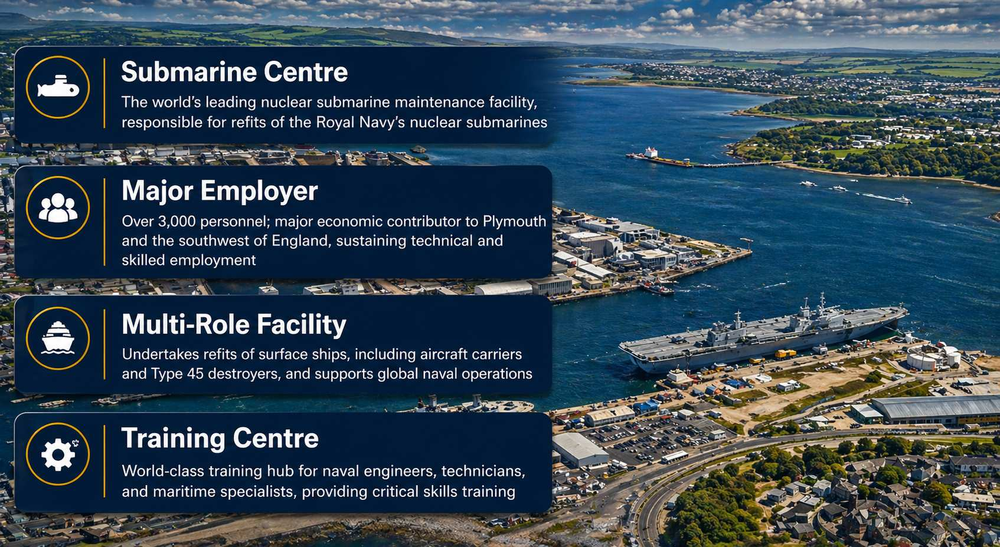 Submarine Centre
The world's leading nuclear submarine maintenance facility,
responsible for refits of the Royal Navy's nuclear submarines
Major Employer
Over 3,000 personnel; major economic contributor to Plymouth
and the southwest of England, sustaining technical and
skilled employment
Multi-Role Facility
Undertakes refits of surface ships, including aircraft carriers
and Type 45 destroyers, and supports global naval operations
Training Centre
World-class training hub for naval engineers, technicians,
and maritime specialists, providing critical skills training